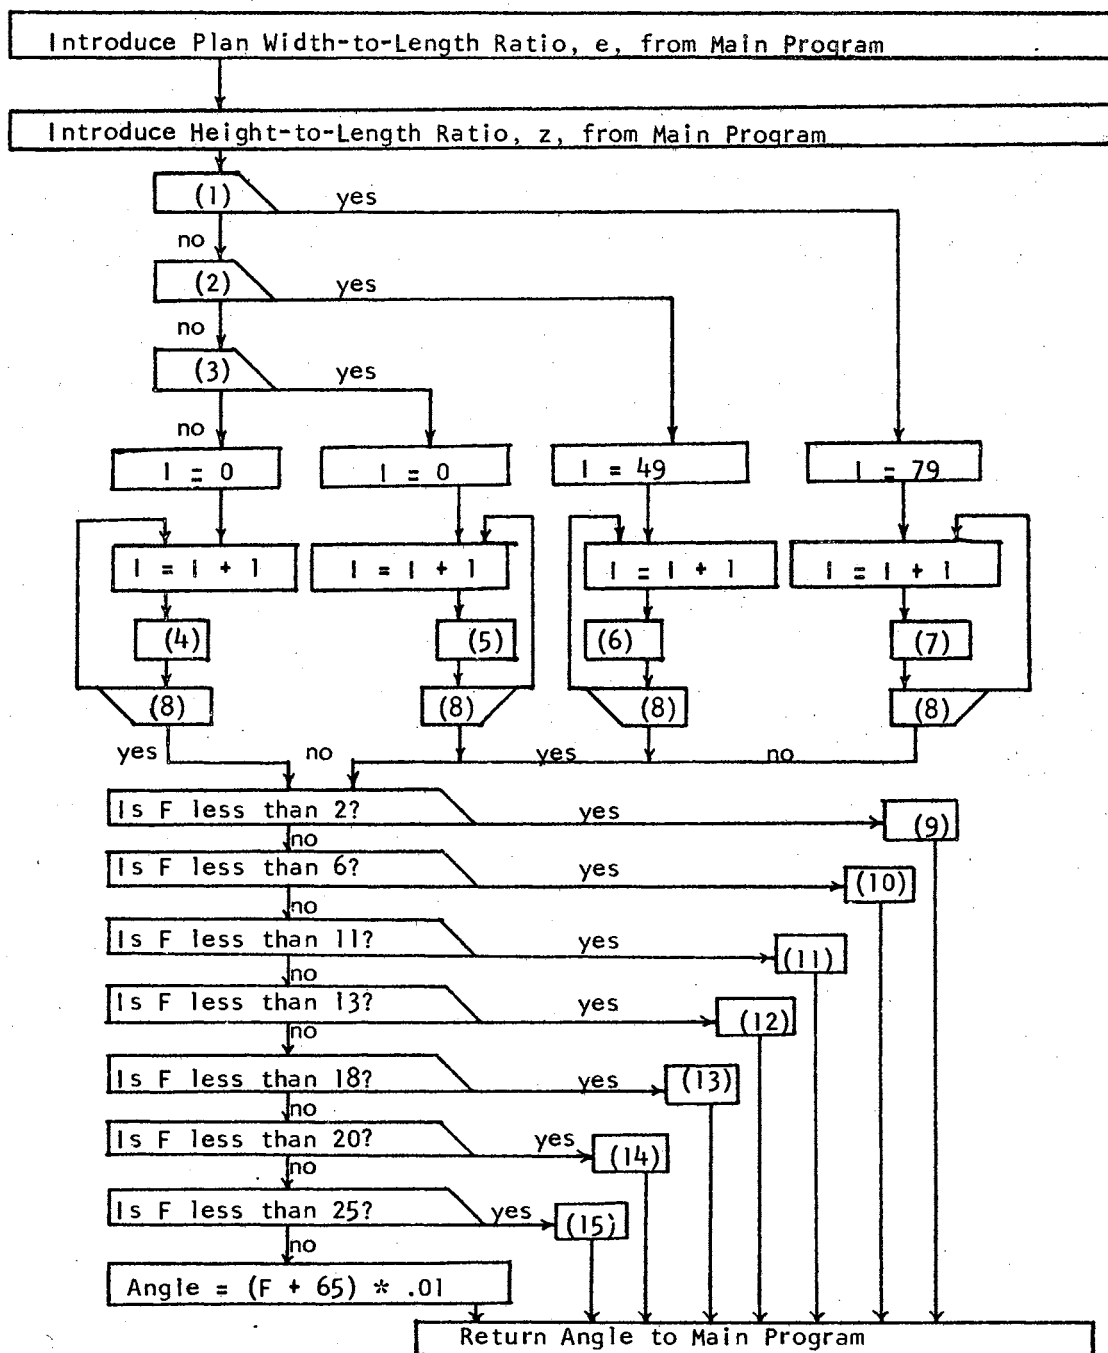 Introduce Plan Width-to-Length Ratio, e, from Main Program
Introduce Height-to-Length Ratio, z, from Main Program
(1) yes
no
(2) yes
no
(3) yes
no
I = 0 I = 0 I = 49 I = 79
I = I + 1 I = I + 1 I = I + 1 I = I + 1
(4) (5) (6) (7)
(8) (8) (8) (8)
yes no yes no
Is F less than 2? yes (9)
no
Is F less than 6? yes (10)
no
Is F less than 11? yes (11)
no
Is F less than 13? yes (12)
no
Is F less than 18? yes (13)
no
Is F less than 20? yes (14)
no
Is F less than 25? yes (15)
no
Angle = (F + 65) * .01
Return Angle to Main Program